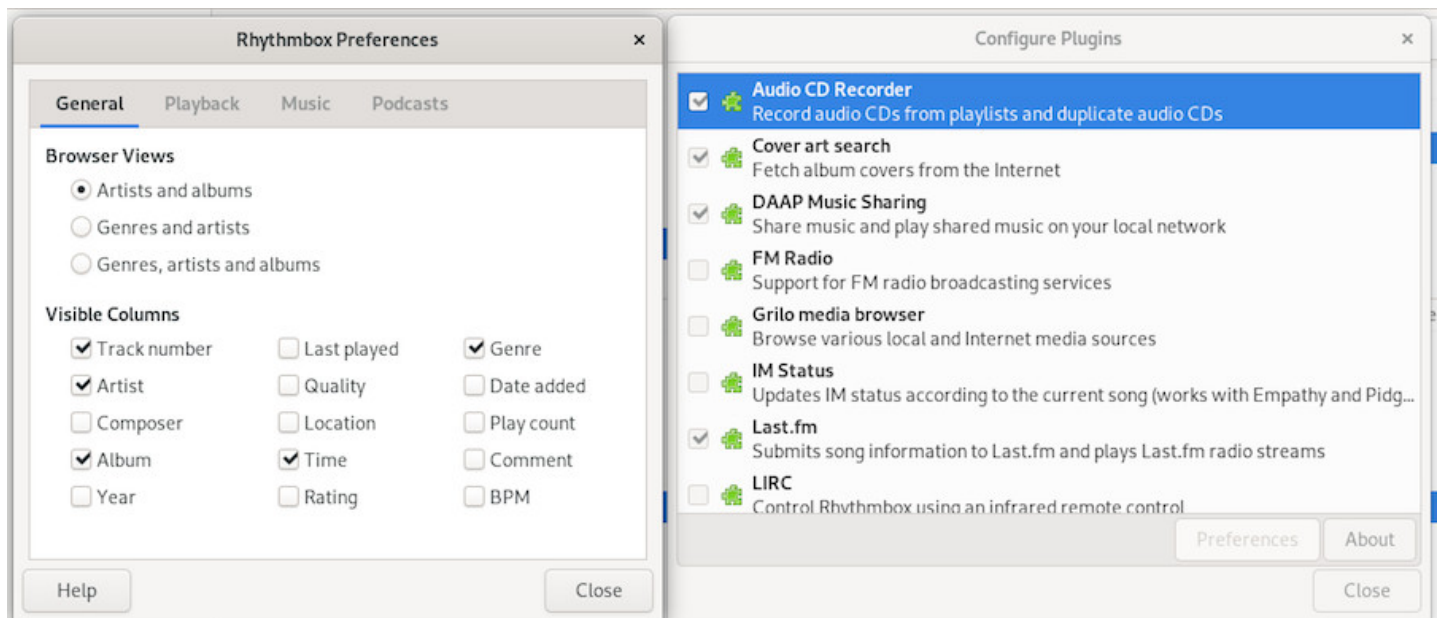 Rhythmbox Preferences
General Playback Music Podcasts
Browser Views
Artists and albums
Genres and artists
Genres, artists and albums
Visible Columns
Track number Last played Genre
Artist Quality Date added
Composer Location Play count
Album Time Comment
Year Rating BPM
Help Close
Configure Plugins
Audio CD Recorder
Record audio CDs from playlists and duplicate audio CDs
Cover art search
Fetch album covers from the Internet
DAAP Music Sharing
Share music and play shared music on your local network
FM Radio
Support for FM radio broadcasting services
Grilo media browser
Browse various local and Internet media sources
IM Status
Updates IM status according to the current song (works with Empathy and Pidg...
Last.fm
Submits song information to Last.fm and plays Last.fm radio streams
LIRC
Control Rhythmbox using an infrared remote control
Preferences About
Close